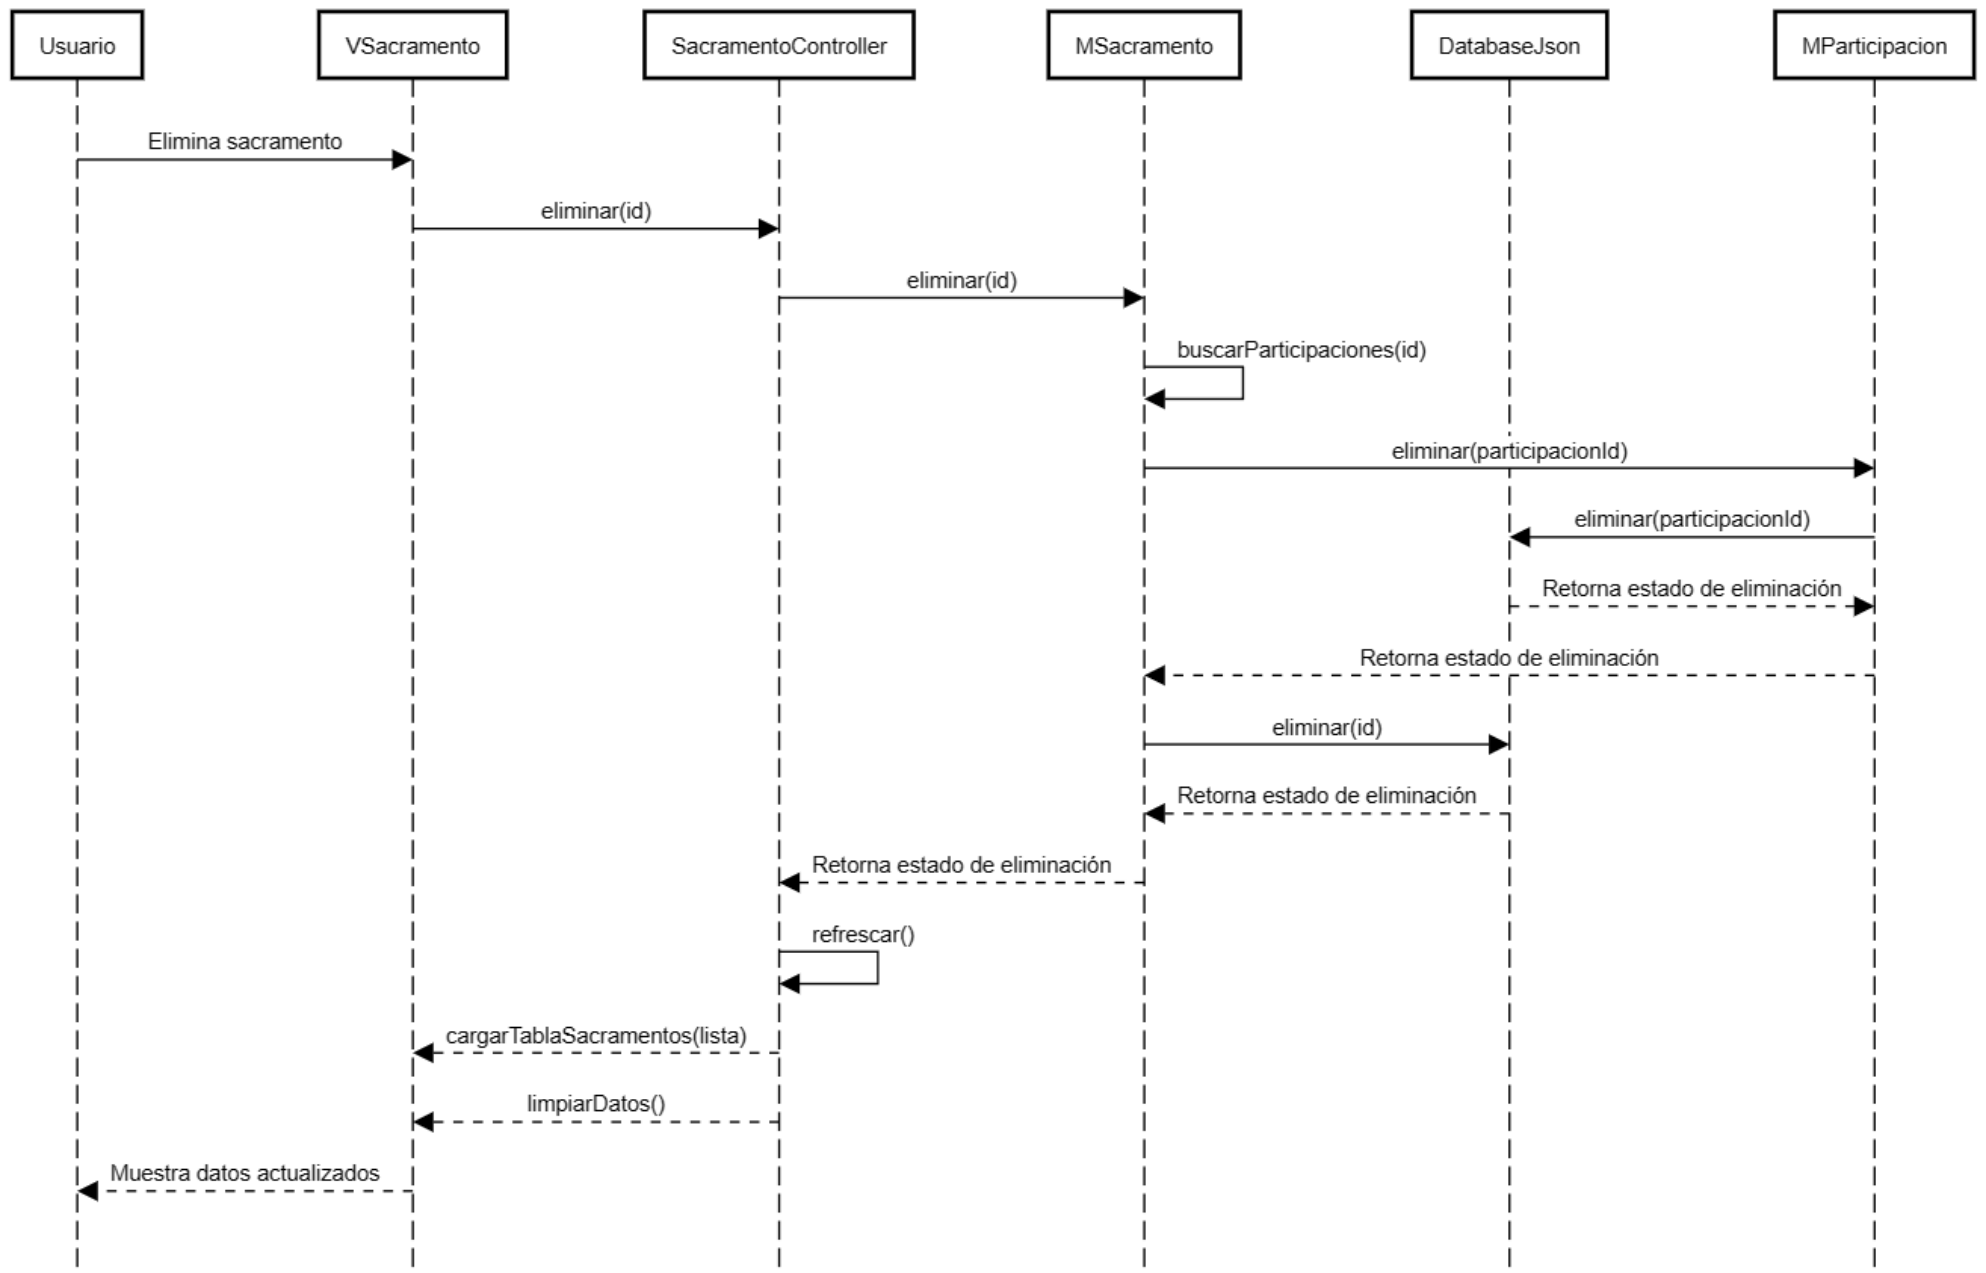 Usuario
VSacramento
SacramentoController
MSacramento
DatabaseJson
MParticipacion
Elimina sacramento
eliminar(id)
eliminar(id)
buscarParticipaciones(id)
eliminar(participacionId)
eliminar(participacionId)
Retorna estado de eliminación
Retorna estado de eliminación
eliminar(id)
Retorna estado de eliminación
Retorna estado de eliminación
refrescar()
cargarTablaSacramentos(lista)
limpiarDatos()
Muestra datos actualizados